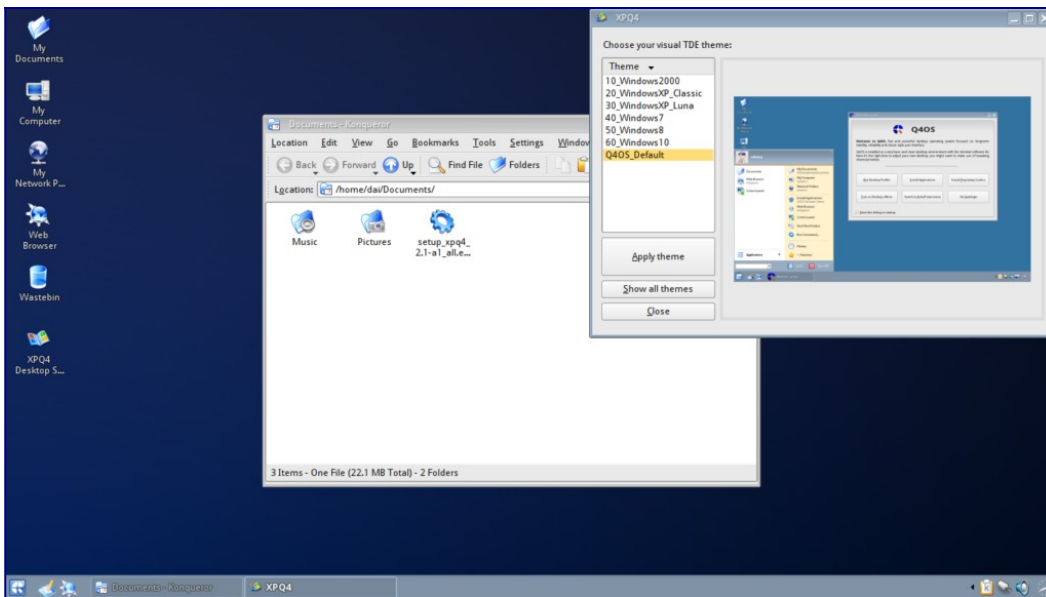 My
Documents
My
Computer
My
Network P...
Web
Browser
Wastebin
XPQ4
Desktop S...
Documents - Konqueror
Location Edit View Go Bookmarks Tools Settings Window
Back Forward Up Find File Folders
Location: /home/dai/Documents/
Music
Pictures
setup_xpq4_
2.1-a1_all.e...
3 Items - One File (22.1 MB Total) - 2 Folders
XPQ4
Choose your visual TDE theme:
Theme
10_Windows2000
20_WindowsXP_Classic
30_WindowsXP_Luna
40_Windows7
50_Windows8
60_Windows10
Q4OS_Default
Apply theme
Show all themes
Close
Q4OS
Documents - Konqueror
XPQ4